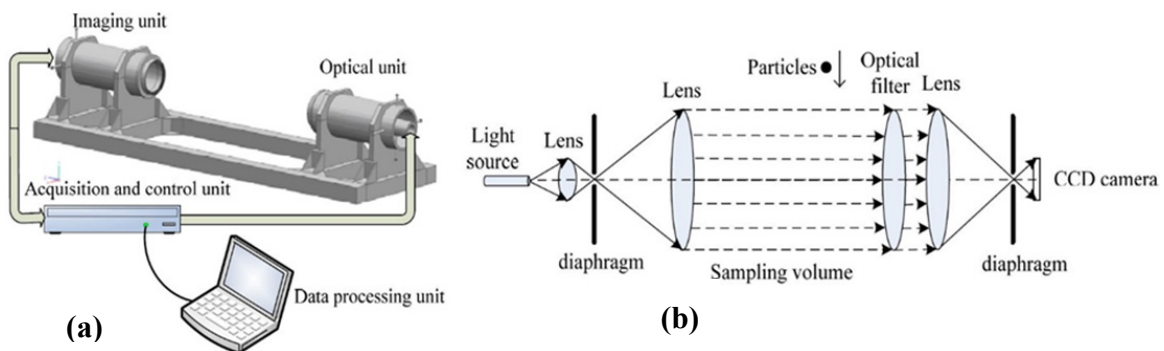 Imaging unit
Optical unit
Acquisition and control unit
Data processing unit
(a)
Particles
Optical
filter
Lens
Lens
Lens
Light
source
CCD camera
diaphragm
Sampling volume
diaphragm
(b)